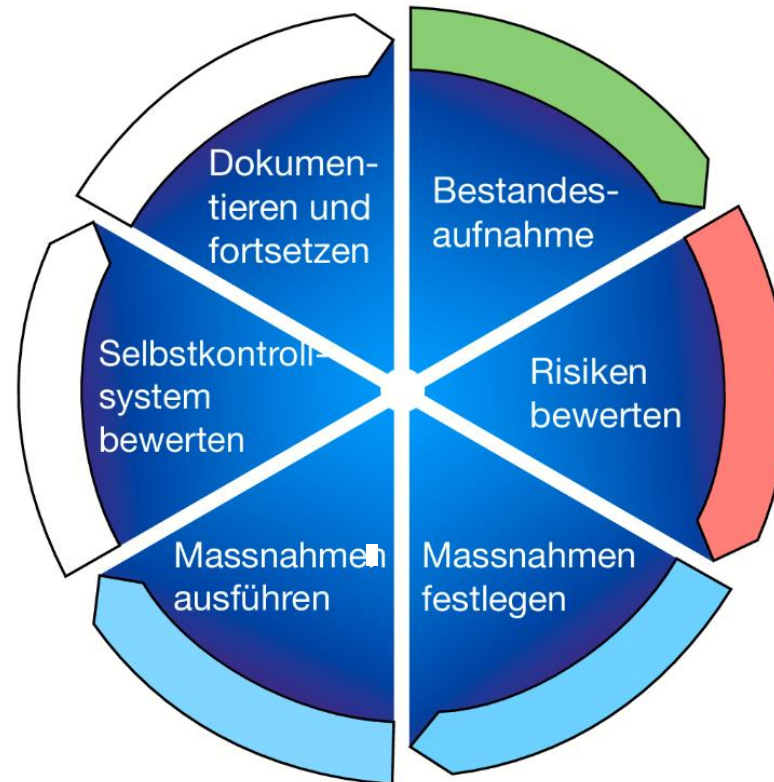 Dokumen-
tieren und
fortsetzen
Bestandes-
aufnahme
Selbstkontroll-
system
bewerten
Risiken
bewerten
Massnahmen
ausführen
Massnahmen
festlegen